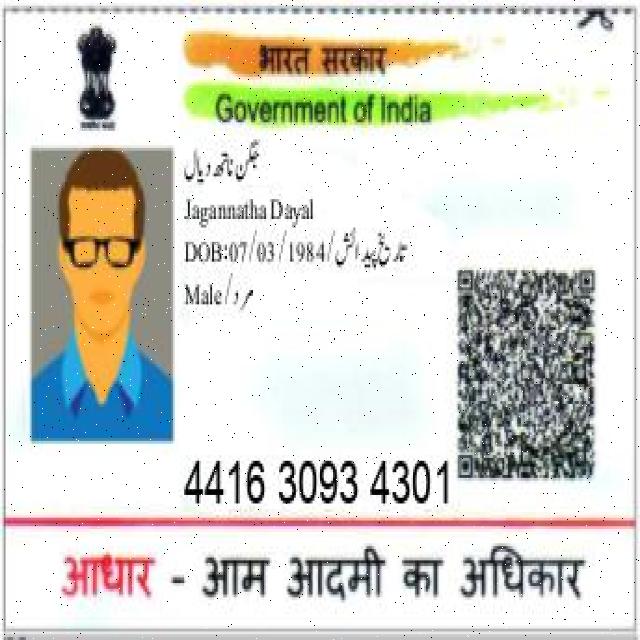 भारत सरकार
Government of India
جگن ناتھ دیال
Jagannatha Dayal
DOB:07/03/1984/تاریخ پیدائش
Male/مرد
4416 3093 4301
आधार - आम आदमी का अधिकार